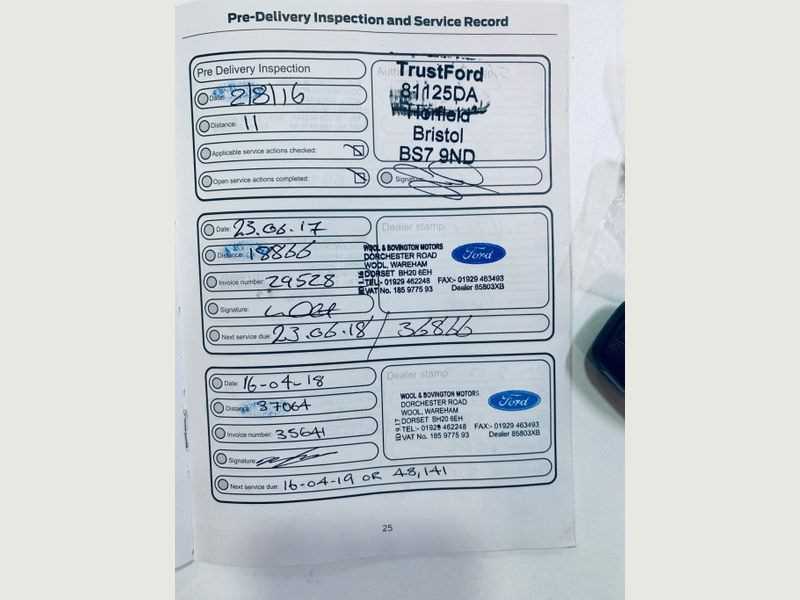 Pre-Delivery Inspection and Service Record
Pre Delivery Inspection
Date: 2/8/16
Distance: 11
Applicable service actions checked:
Open service actions completed:
TrustFord
81125DA
Horfield
Bristol
BS7 9ND
Signature:
Date: 23.06.17
Distance: 18866
Invoice number: 29528
Signature:
Next service due: 23.06.18 / 36866
Dealer stamp
WOOL & BOVINGTON MOTORS
DORCHESTER ROAD
WOOL, WAREHAM
DORSET BH20 6EH
TEL:- 01929 462248 FAX:- 01929 463493
VAT No. 185 9775 93 Dealer 85803XB
Ford
Date: 16-04-18
Distance: 37064
Invoice number: 35641
Signature:
Next service due: 16-04-19 OR 48,141
Dealer stamp
WOOL & BOVINGTON MOTORS
DORCHESTER ROAD
WOOL, WAREHAM
DORSET BH20 6EH
TEL:- 01929 462248 FAX:- 01929 463493
VAT No. 185 9775 93 Dealer 85803XB
Ford
25